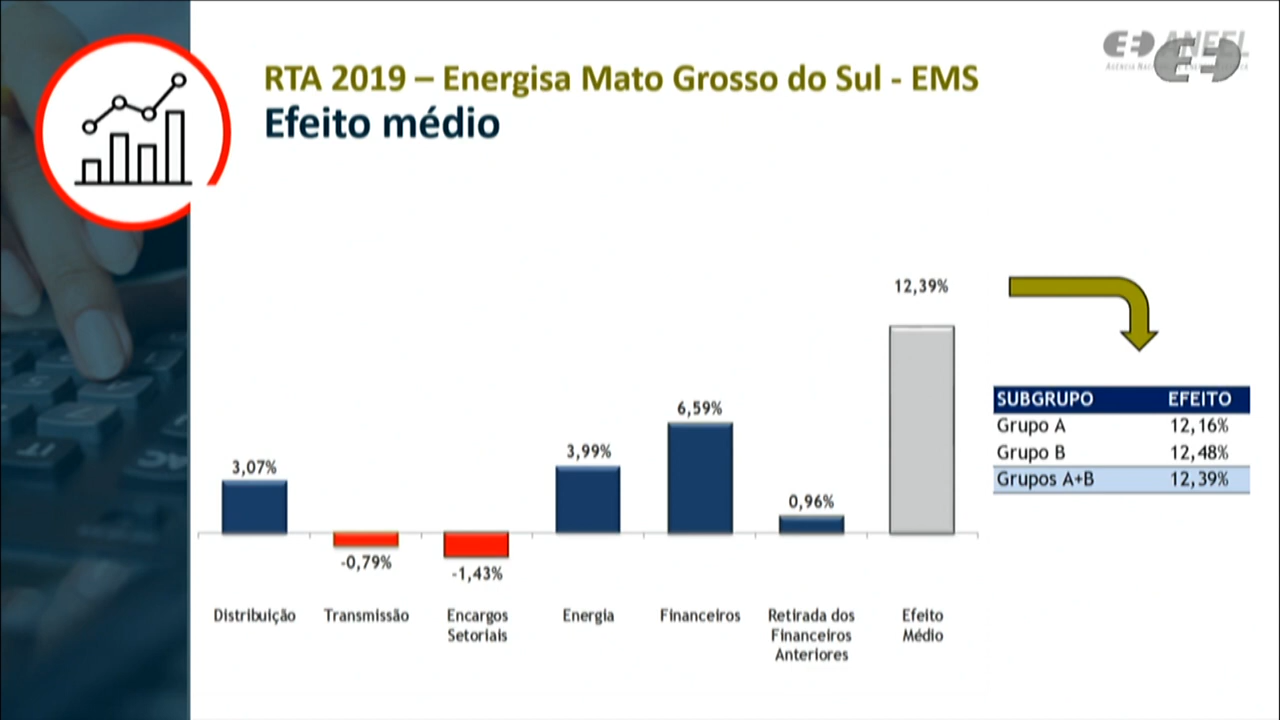 RTA 2019 – Energisa Mato Grosso do Sul - EMS
Efeito médio
12,39%
6,59%
3,99%
3,07%
0,96%
-0,79%
-1,43%
Distribuição
Transmissão
Encargos
Setoriais
Energia
Financeiros
Retirada dos
Financeiros
Anteriores
Efeito
Médio
SUBGRUPO EFEITO
Grupo A 12,16%
Grupo B 12,48%
Grupos A+B 12,39%